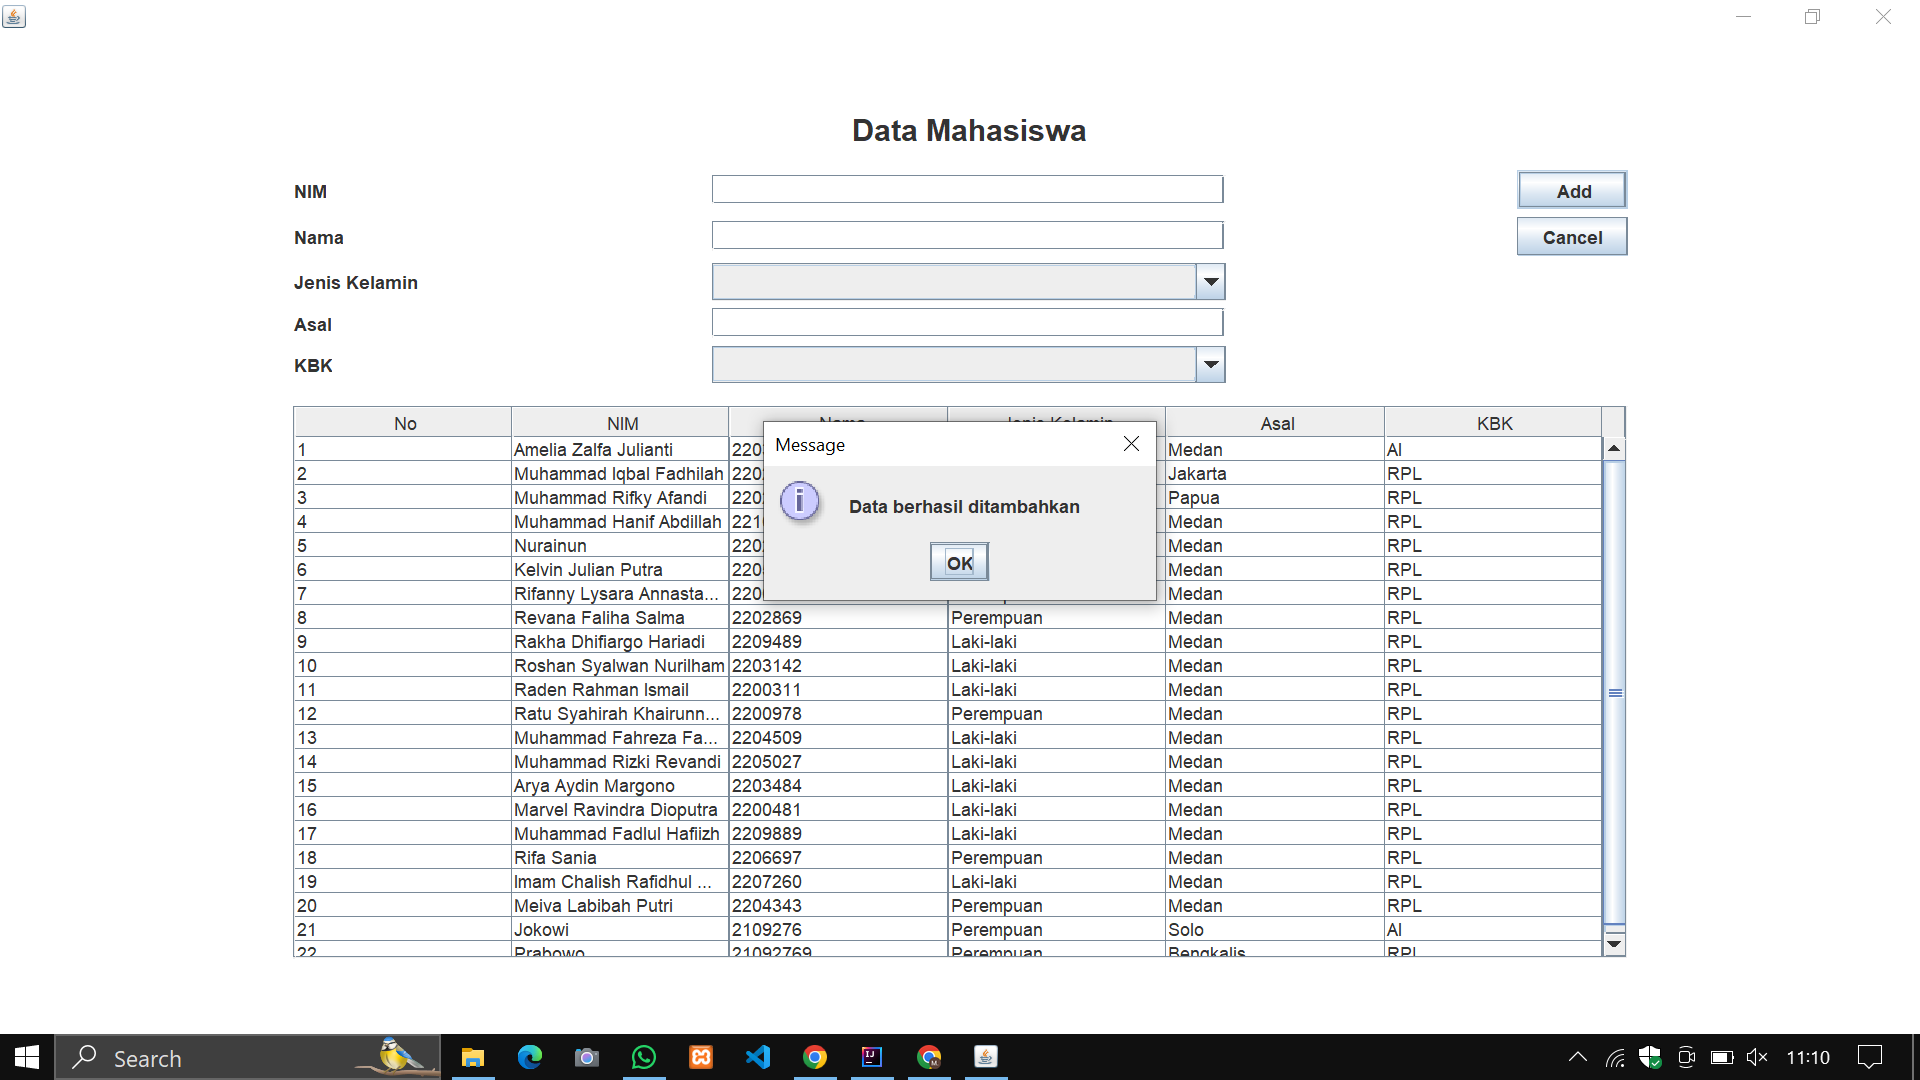 Data Mahasiswa
NIM
Add
Nama
Cancel
Jenis Kelamin
Asal
KBK
No NIM Nama Jenis Kelamin Asal KBK
Message
Data berhasil ditambahkan
OK
1 Amelia Zalfa Julianti Medan AI
2 Muhammad Iqbal Fadhilah Jakarta RPL
3 Muhammad Rifky Afandi Papua RPL
4 Muhammad Hanif Abdillah Medan RPL
5 Nurainun Medan RPL
6 Kelvin Julian Putra Medan RPL
7 Rifanny Lysara Annasta... Medan RPL
8 Revana Faliha Salma 2202869 Perempuan Medan RPL
9 Rakha Dhifiargo Hariadi 2209489 Laki-laki Medan RPL
10 Roshan Syalwan Nurilham 2203142 Laki-laki Medan RPL
11 Raden Rahman Ismail 2200311 Laki-laki Medan RPL
12 Ratu Syahirah Khairunn... 2200978 Perempuan Medan RPL
13 Muhammad Fahreza Fa... 2204509 Laki-laki Medan RPL
14 Muhammad Rizki Revandi 2205027 Laki-laki Medan RPL
15 Arya Aydin Margono 2203484 Laki-laki Medan RPL
16 Marvel Ravindra Dioputra 2200481 Laki-laki Medan RPL
17 Muhammad Fadlul Hafiizh 2209889 Laki-laki Medan RPL
18 Rifa Sania 2206697 Perempuan Medan RPL
19 Imam Chalish Rafidhul ... 2207260 Laki-laki Medan RPL
20 Meiva Labibah Putri 2204343 Perempuan Medan RPL
21 Jokowi 2109276 Perempuan Solo AI
22 Prabowo 21092769 Perempuan Bengkalis RPL
Search
11:10